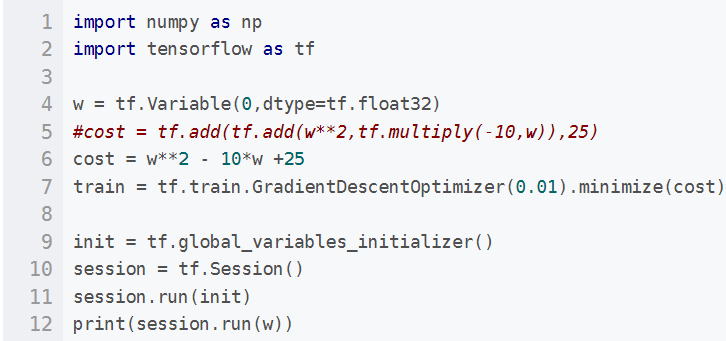 1 import numpy as np
2 import tensorflow as tf
3
4 w = tf.Variable(0,dtype=tf.float32)
5 #cost = tf.add(tf.add(w**2,tf.multiply(-10,w)),25)
6 cost = w**2 - 10*w +25
7 train = tf.train.GradientDescentOptimizer(0.01).minimize(cost)
8
9 init = tf.global_variables_initializer()
10 session = tf.Session()
11 session.run(init)
12 print(session.run(w))